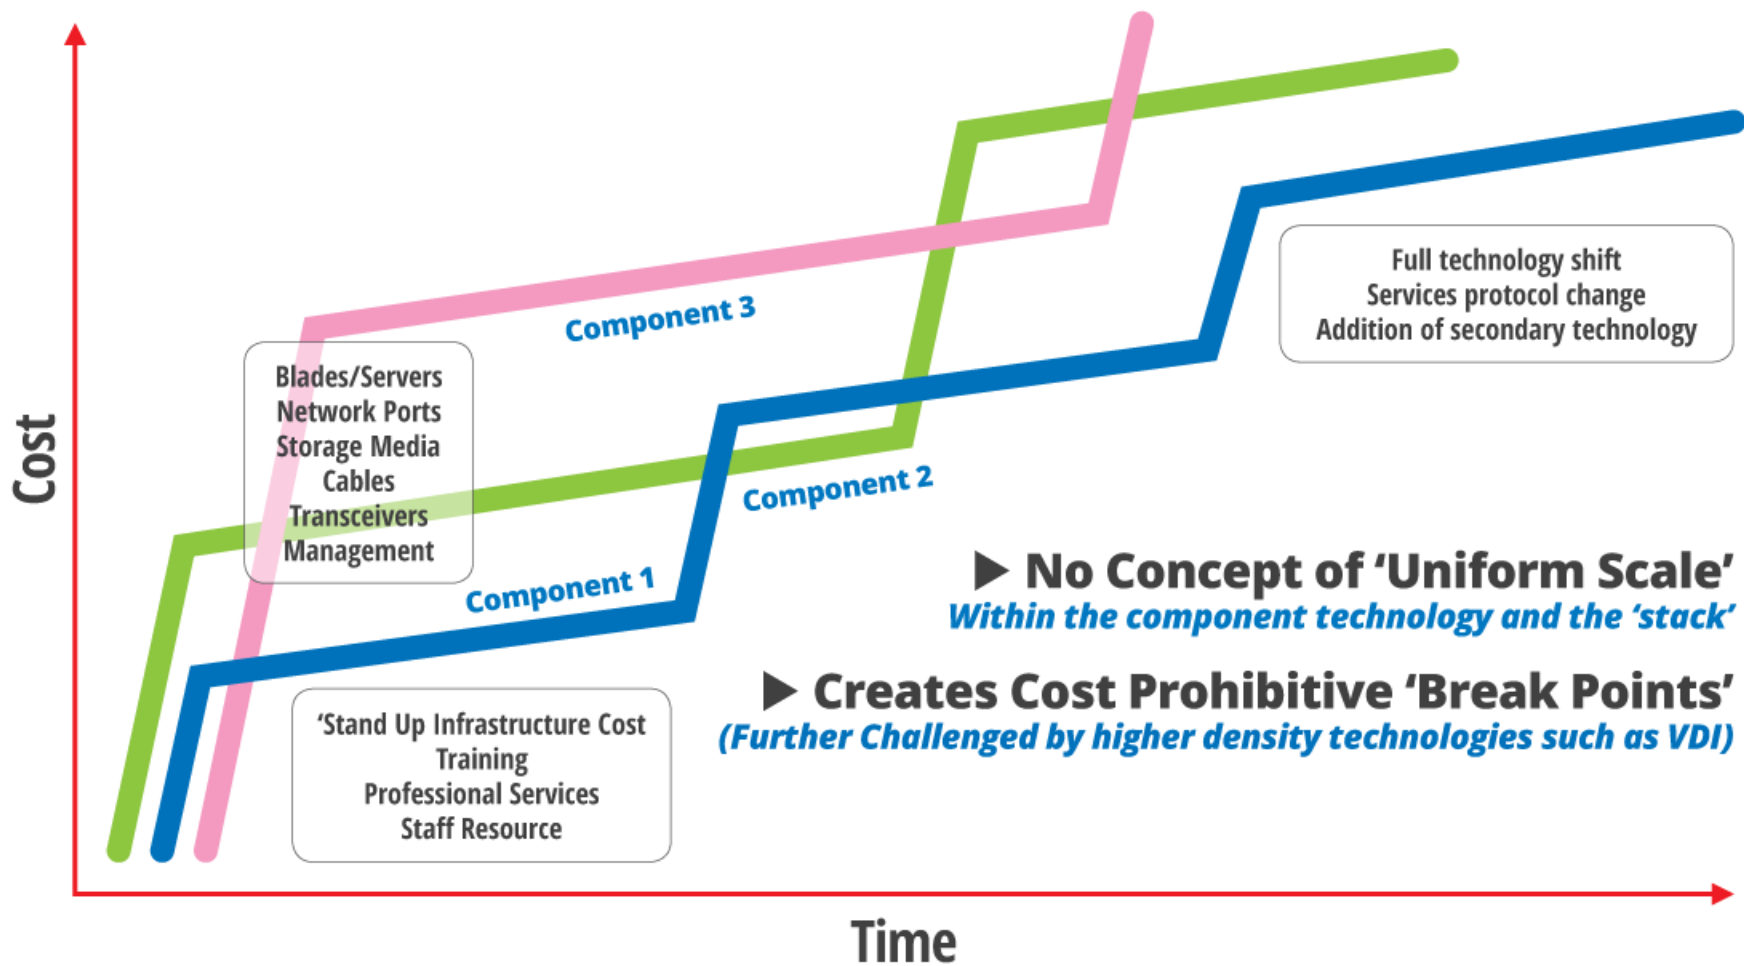 Cost
Component 3
Full technology shift
Services protocol change
Addition of secondary technology
Blades/Servers
Network Ports
Storage Media
Cables
Transceivers
Management
Component 2
Component 1
▶ No Concept of ‘Uniform Scale’
Within the component technology and the ‘stack’
▶ Creates Cost Prohibitive ‘Break Points’
(Further Challenged by higher density technologies such as VDI)
‘Stand Up Infrastructure Cost
Training
Professional Services
Staff Resource
Time